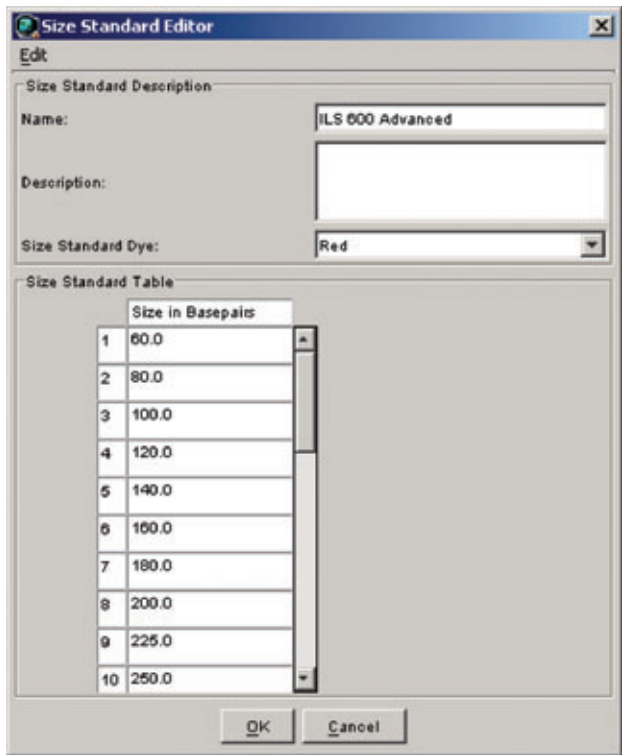 Size Standard Editor
Edit
Size Standard Description
Name: ILS 600 Advanced
Description:
Size Standard Dye: Red
Size Standard Table
Size in Basepairs
1 60.0
2 80.0
3 100.0
4 120.0
5 140.0
6 160.0
7 180.0
8 200.0
9 225.0
10 250.0
OK Cancel